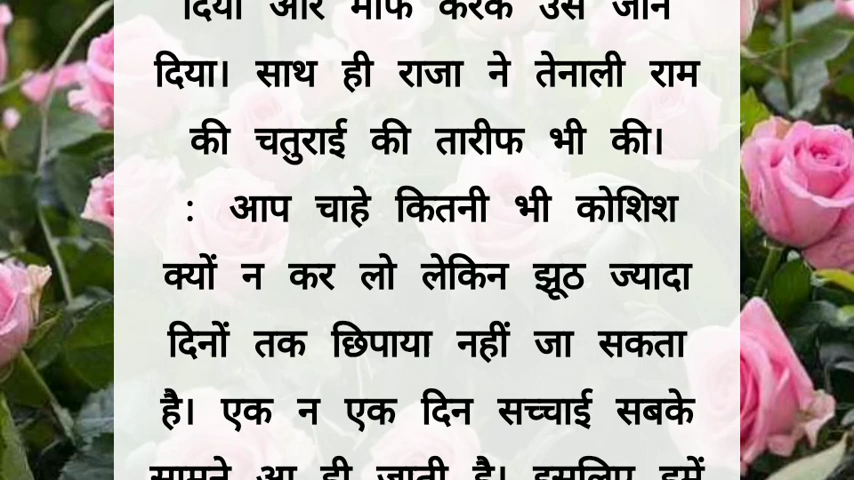 दिया और माफ करके उसे जाने
दिया। साथ ही राजा ने तेनाली राम
की चतुराई की तारीफ भी की।
: आप चाहे कितनी भी कोशिश
क्यों न कर लो लेकिन झूठ ज्यादा
दिनों तक छिपाया नहीं जा सकता
है। एक न एक दिन सच्चाई सबके
सामने आ ही जाती है। इसलिए हमें